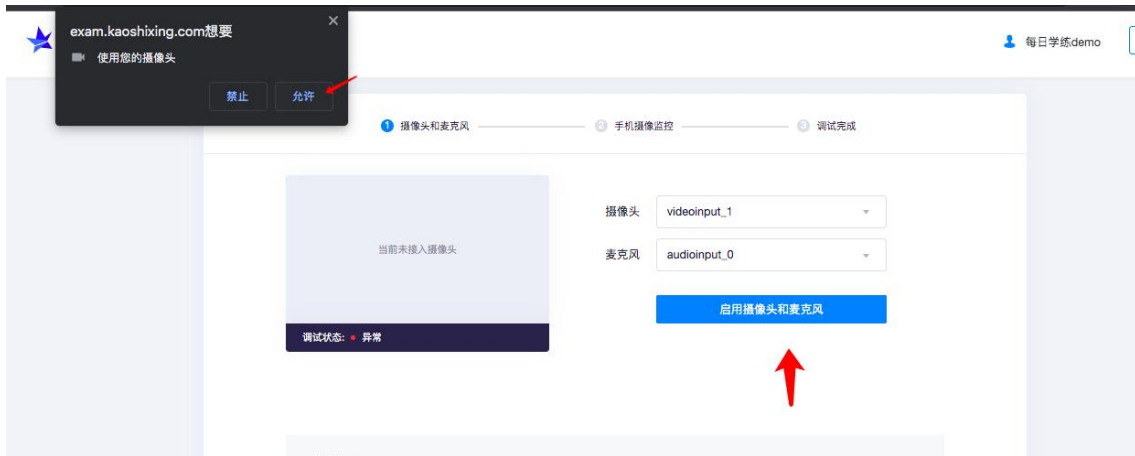 exam.kaoshixing.com想要
使用您的摄像头
禁止
允许
每日学练demo
1 摄像头和麦克风
2 手机摄像监控
3 调试完成
当前未接入摄像头
调试状态: 异常
摄像头 videoinput_1
麦克风 audioinput_0
启用摄像头和麦克风